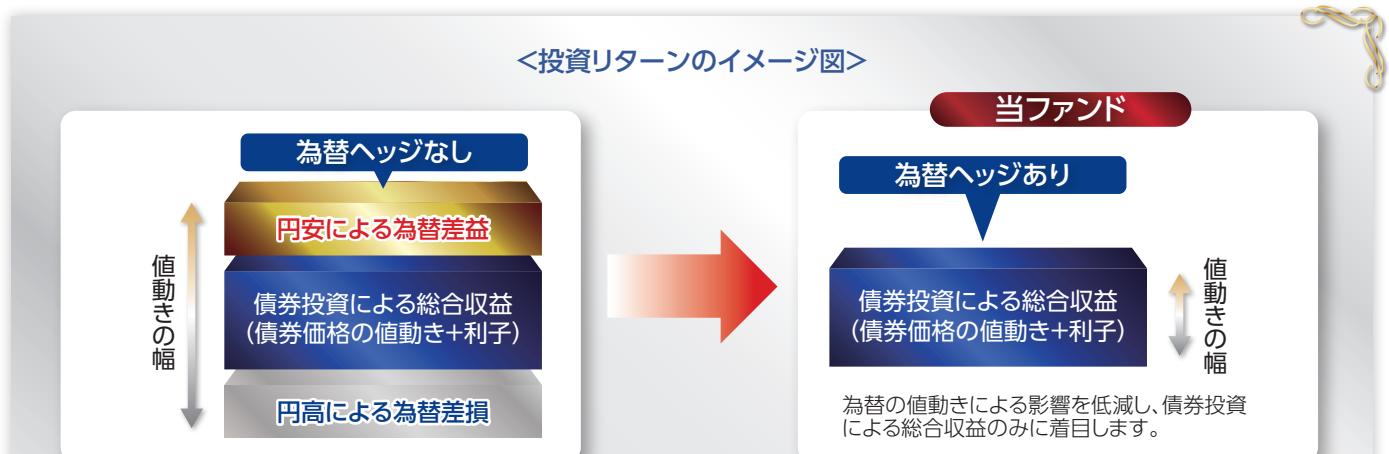 <投資リターンのイメージ図>
為替ヘッジなし
円安による為替差益
値動きの幅
債券投資による総合収益
(債券価格の値動き+利子)
円高による為替差損
当ファンド
為替ヘッジあり
債券投資による総合収益
(債券価格の値動き+利子)
値動きの幅
為替の値動きによる影響を低減し、債券投資
による総合収益のみに着目します。